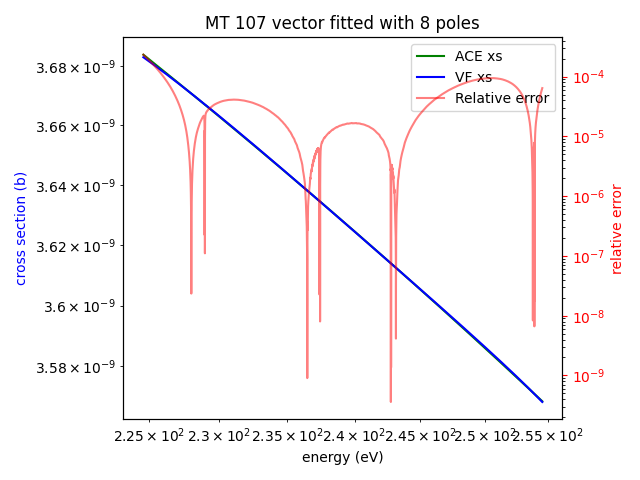 MT 107 vector fitted with 8 poles
ACE xs
VF xs
Relative error
3.68 × 10⁻⁹
3.66 × 10⁻⁹
3.64 × 10⁻⁹
3.62 × 10⁻⁹
3.6 × 10⁻⁹
3.58 × 10⁻⁹
cross section (b)
10⁻⁴
10⁻⁵
10⁻⁶
10⁻⁷
10⁻⁸
10⁻⁹
relative error
2.25 × 10² 2.3 × 10² 2.35 × 10² 2.4 × 10² 2.45 × 10² 2.5 × 10² 2.55 × 10²
energy (eV)